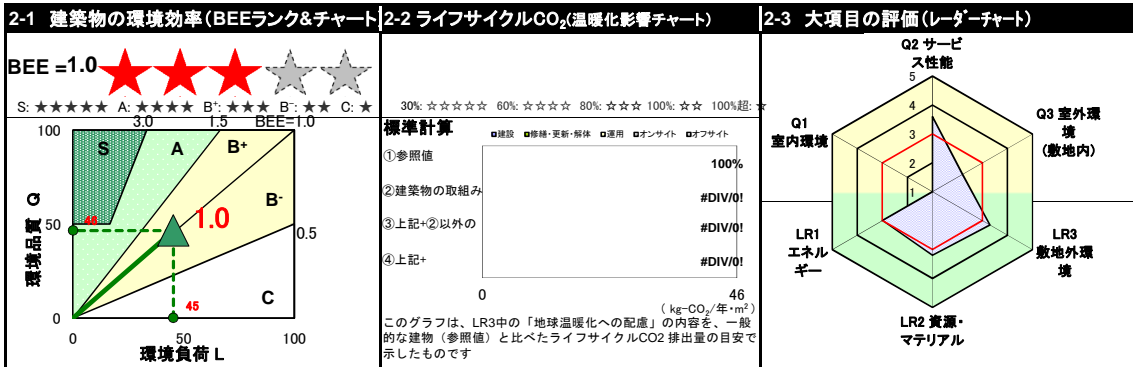 2-1 建築物の環境効率(BEEランク&チャート
BEE =1.0
S: ★★★★★ A: ★★★★ B⁺: ★★★ B⁻: ★★ C: ★
3.0 1.5 BEE=1.0
100
S
A
B⁺
B⁻
C
0.5
環境品質 Q
50
46
1.0
45
0
0
50
100
環境負荷 L
2-2 ライフサイクルCO₂(温暖化影響チャート)
30%: ☆☆☆☆☆ 60%: ☆☆☆☆ 80%: ☆☆☆ 100%: ☆☆ 100%超: ☆
標準計算
建設 修繕・更新・解体 運用 オンサイト オフサイト
①参照値
100%
②建築物の取組み
#DIV/0!
③上記+②以外の
#DIV/0!
④上記+
#DIV/0!
0
46
( kg-CO₂/年・m²)
このグラフは、LR3中の「地球温暖化への配慮」の内容を、一般
的な建物(参照値)と比べたライフサイクルCO2 排出量の目安で
示したものです
2-3 大項目の評価(レーダーチャート)
Q2 サービ
ス性能
5
4
3
2
1
Q3 室外環
境
(敷地内)
Q1
室内環境
LR1
エネル
ギー
LR3
敷地外環
境
LR2 資源・
マテリアル